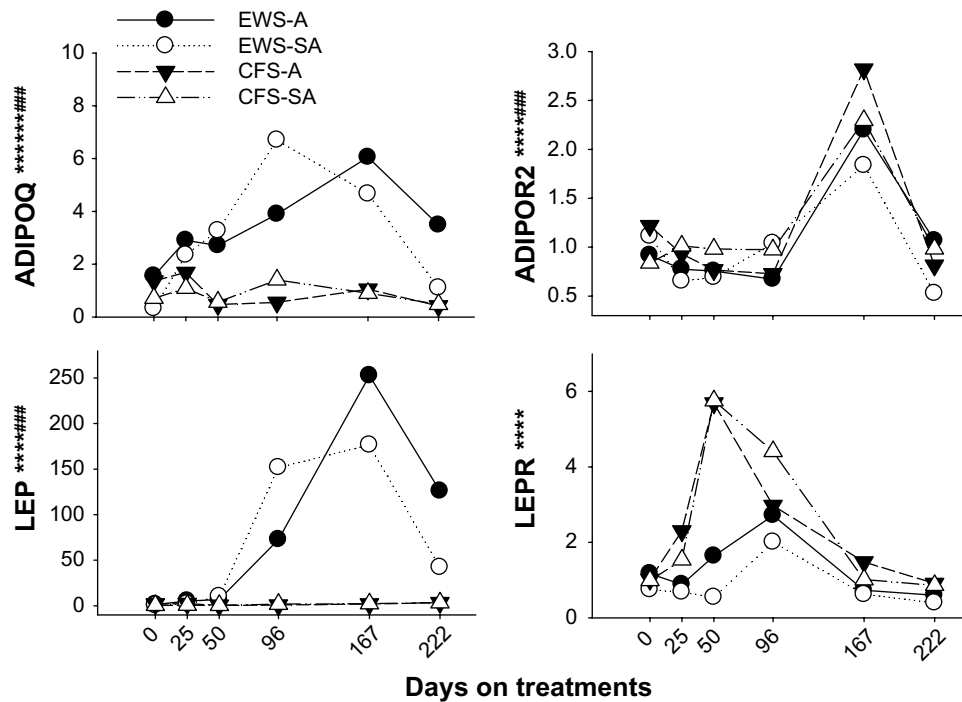 EWS-A
EWS-SA
CFS-A
CFS-SA
ADIPOQ *******###
10
8
6
4
2
0
ADIPOR2 ****###
3.0
2.5
2.0
1.5
1.0
0.5
LEP ****###
250
200
150
100
50
0
0 25 50 96 167 222
LEPR ****
6
4
2
0
0 25 50 96 167 222
Days on treatments